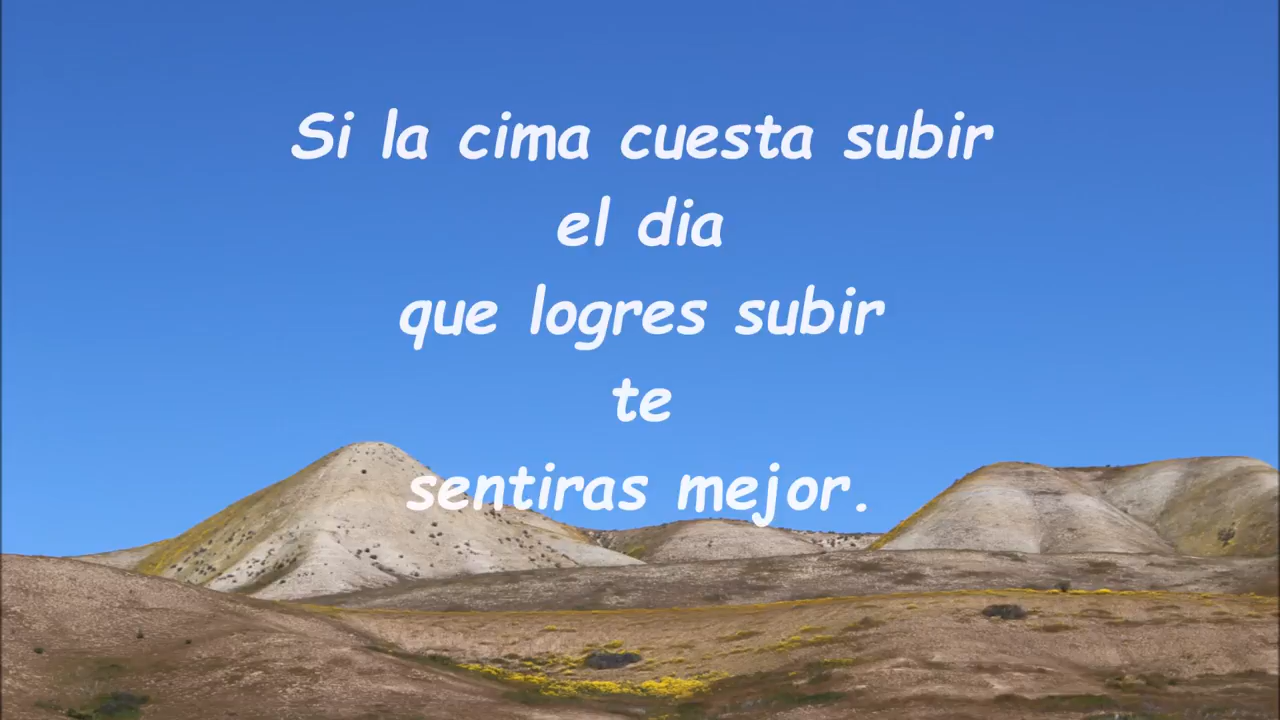 Si la cima cuesta subir
el dia
que logres subir
te
sentiras mejor.